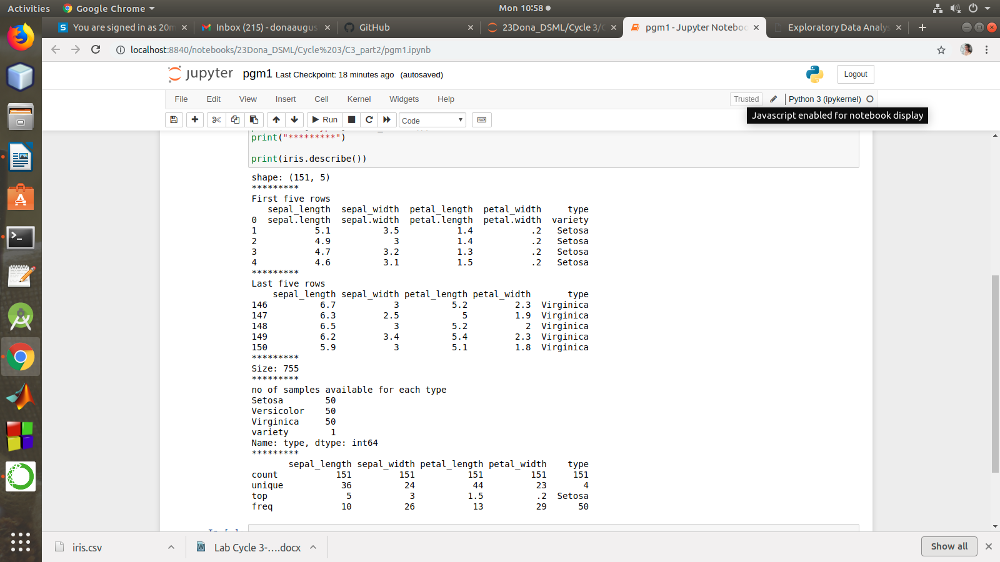 Activities Google Chrome Mon 10:58
You are signed in as 20m Inbox (215) - donaaugus GitHub 23Dona_DSML/Cycle 3/C pgm1 - Jupyter Noteboo Exploratory Data Analys
localhost:8840/notebooks/23Dona_DSML/Cycle%203/C3_part2/pgm1.ipynb
jupyter pgm1 Last Checkpoint: 18 minutes ago (autosaved) Logout
File Edit View Insert Cell Kernel Widgets Help Trusted Python 3 (ipykernel)
Run Code
Javascript enabled for notebook display
print("*********")
print(iris.describe())
shape: (151, 5)
*********
First five rows
sepal_length sepal_width petal_length petal_width type
0 sepal.length sepal.width petal.length petal.width variety
1 5.1 3.5 1.4 .2 Setosa
2 4.9 3 1.4 .2 Setosa
3 4.7 3.2 1.3 .2 Setosa
4 4.6 3.1 1.5 .2 Setosa
*********
Last five rows
sepal_length sepal_width petal_length petal_width type
146 6.7 3 5.2 2.3 Virginica
147 6.3 2.5 5 1.9 Virginica
148 6.5 3 5.2 2 Virginica
149 6.2 3.4 5.4 2.3 Virginica
150 5.9 3 5.1 1.8 Virginica
*********
Size: 755
*********
no of samples available for each type
Setosa 50
Versicolor 50
Virginica 50
variety 1
Name: type, dtype: int64
*********
sepal_length sepal_width petal_length petal_width type
count 151 151 151 151 151
unique 36 24 44 23 4
top 5 3 1.5 .2 Setosa
freq 10 26 13 29 50
In [ ]
iris.csv Lab Cycle 3-....docx Show all